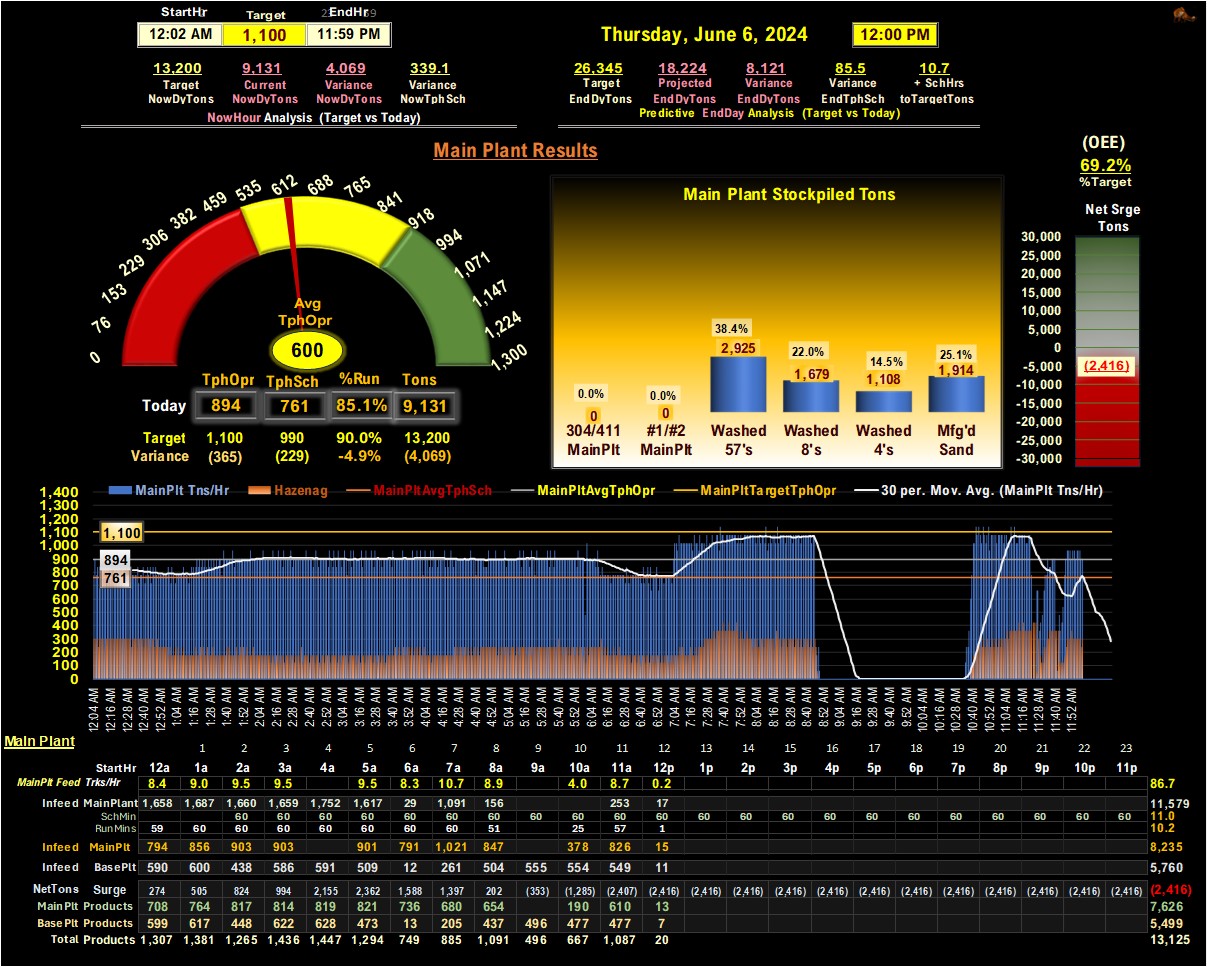 StartHr Target EndHr
12:02 AM 1,100 11:59 PM
Thursday, June 6, 2024 12:00 PM
13,200 9,131 4,069 339.1
Target Current Variance Variance
NowDyTons NowDyTons NowDyTons NowTphSch
NowHour Analysis (Target vs Today)
26,345 18,224 8,121 85.5 10.7
Target Projected Variance Variance + SchHrs
EndDyTons EndDyTons EndDyTons EndTphSch toTargetTons
Predictive EndDay Analysis (Target vs Today)
Main Plant Results
(OEE)
69.2%
%Target
Net Srge
Tons
30,000
25,000
20,000
15,000
10,000
5,000
0
-5,000
(2,416)
-10,000
-15,000
-20,000
-25,000
-30,000
0 76 153 229 306 382 459 535 612 688 765 841 918 994 1,071 1,147 1,224 1,300
Avg
TphOpr
600
TphOpr TphSch %Run Tons
Today 894 761 85.1% 9,131
Target 1,100 990 90.0% 13,200
Variance (365) (229) -4.9% (4,069)
Main Plant Stockpiled Tons
0.0% 0.0% 38.4% 22.0% 14.5% 25.1%
0 0 2,925 1,679 1,108 1,914
304/411 #1/#2 Washed Washed Washed Mfg'd
MainPlt MainPlt 57's 8's 4's Sand
MainPlt Tns/Hr Hazenag MainPltAvgTphSch MainPltAvgTphOpr MainPltTargetTphOpr 30 per. Mov. Avg. (MainPlt Tns/Hr)
1,400
1,300
1,200
1,100
1,000
900
800
700
600
500
400
300
200
100
0
1,100
894
761
12:04 AM 12:16 AM 12:28 AM 12:40 AM 12:52 AM 1:04 AM 1:16 AM 1:28 AM 1:40 AM 1:52 AM 2:04 AM 2:16 AM 2:28 AM 2:40 AM 2:52 AM 3:04 AM 3:16 AM 3:28 AM 3:40 AM 3:52 AM 4:04 AM 4:16 AM 4:28 AM 4:40 AM 4:52 AM 5:04 AM 5:16 AM 5:28 AM 5:40 AM 5:52 AM 6:04 AM 6:16 AM 6:28 AM 6:40 AM 6:52 AM 7:04 AM 7:16 AM 7:28 AM 7:40 AM 7:52 AM 8:04 AM 8:16 AM 8:28 AM 8:40 AM 8:52 AM 9:04 AM 9:16 AM 9:28 AM 9:40 AM 9:52 AM 10:04 AM 10:16 AM 10:28 AM 10:40 AM 10:52 AM 11:04 AM 11:16 AM 11:28 AM 11:40 AM 11:52 AM
Main Plant
1 2 3 4 5 6 7 8 9 10 11 12 13 14 15 16 17 18 19 20 21 22 23
StartHr 12a 1a 2a 3a 4a 5a 6a 7a 8a 9a 10a 11a 12p 1p 2p 3p 4p 5p 6p 7p 8p 9p 10p 11p
MainPlt Feed Trks/Hr 8.4 9.0 9.5 9.5 9.5 8.3 10.7 8.9 4.0 8.7 0.2 86.7
Infeed MainPlant 1,658 1,687 1,660 1,659 1,752 1,617 29 1,091 156 253 17 11,579
SchMin 60 60 60 60 60 60 60 60 60 60 60 60 60 60 60 60 60 60 60 60 11.0
RunMins 59 60 60 60 60 60 60 60 51 25 57 1 10.2
Infeed MainPlt 794 856 903 903 901 791 1,021 847 378 826 15 8,235
Infeed BasePlt 590 600 438 586 591 509 12 261 504 555 554 549 11 5,760
NetTons Surge 274 505 824 994 2,155 2,362 1,588 1,397 202 (353) (1,285) (2,407) (2,416) (2,416) (2,416) (2,416) (2,416) (2,416) (2,416) (2,416) (2,416) (2,416) (2,416) (2,416) (2,416)
MainPlt Products 708 764 817 814 819 821 736 680 654 190 610 13 7,626
BasePlt Products 599 617 448 622 628 473 13 205 437 496 477 477 7 5,499
Total Products 1,307 1,381 1,265 1,436 1,447 1,294 749 885 1,091 496 667 1,087 20 13,125